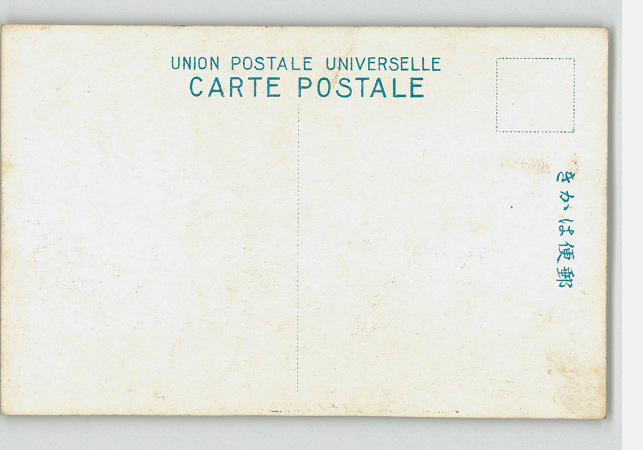 UNION POSTALE UNIVERSELLE
CARTE POSTALE
きかは便郵